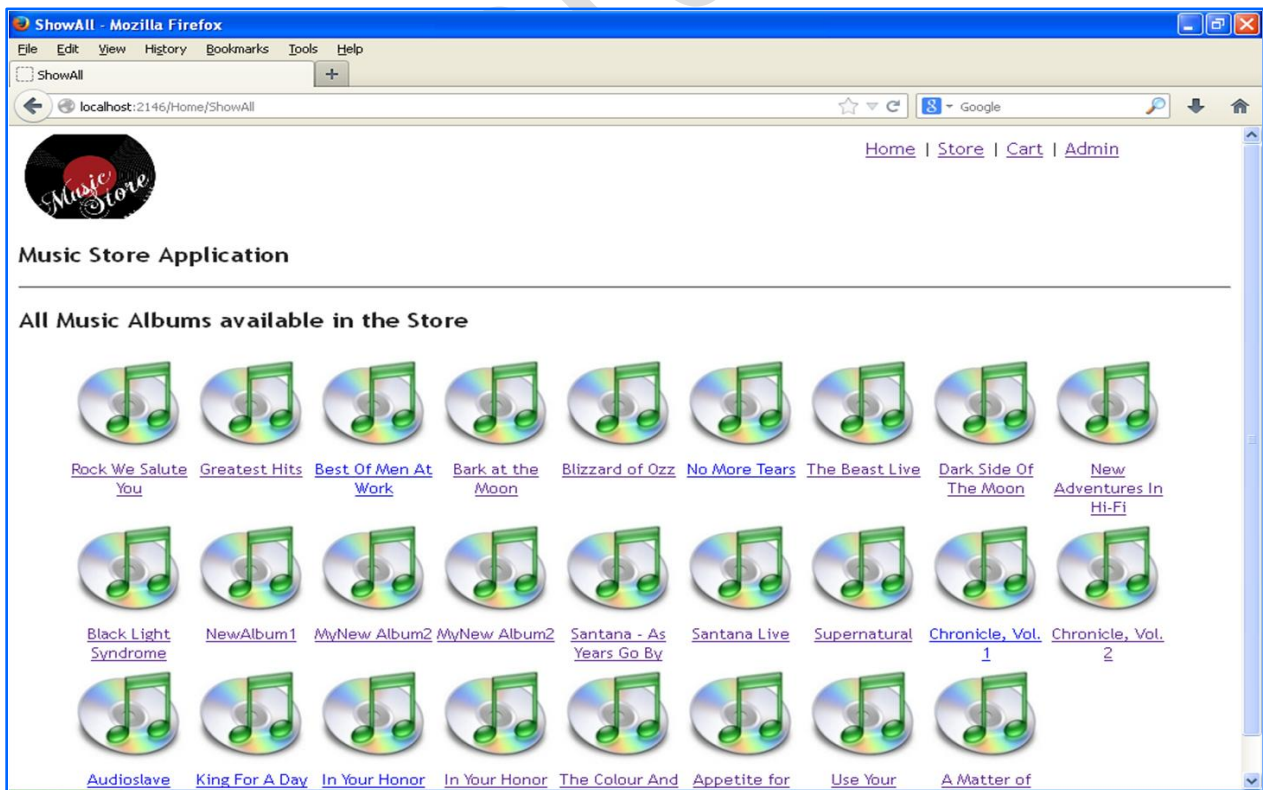 ShowAll - Mozilla Firefox
File Edit View History Bookmarks Tools Help
ShowAll +
localhost:2146/Home/ShowAll 8 Google
Home | Store | Cart | Admin
Music Store
Music Store Application
All Music Albums available in the Store
Rock We Salute You
Greatest Hits
Best Of Men At Work
Bark at the Moon
Blizzard of Ozz
No More Tears
The Beast Live
Dark Side Of The Moon
New Adventures In Hi-Fi
Black Light Syndrome
NewAlbum1
MyNew Album2
MyNew Album2
Santana - As Years Go By
Santana Live
Supernatural
Chronicle, Vol. 1
Chronicle, Vol. 2
Audioslave
King For A Day
In Your Honor
In Your Honor
The Colour And
Appetite for
Use Your
A Matter of